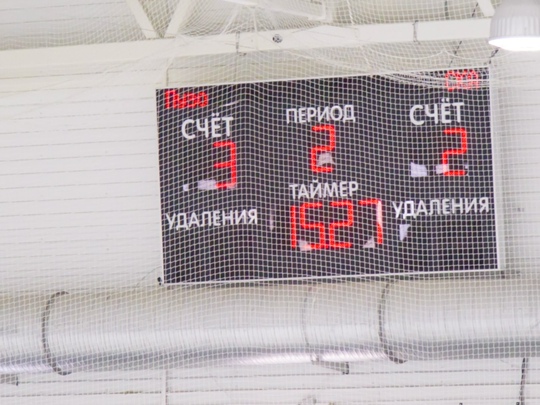 СЧЁТ ПЕРИОД СЧЁТ
3 2 2
ТАЙМЕР
УДАЛЕНИЯ 15 27 УДАЛЕНИЯ